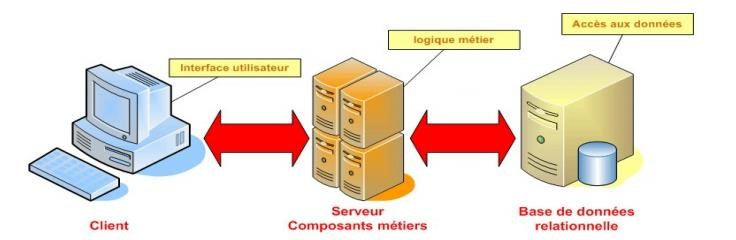 Accès aux données
logique métier
Interface utilisateur
Client
Serveur
Composants métiers
Base de données
relationnelle